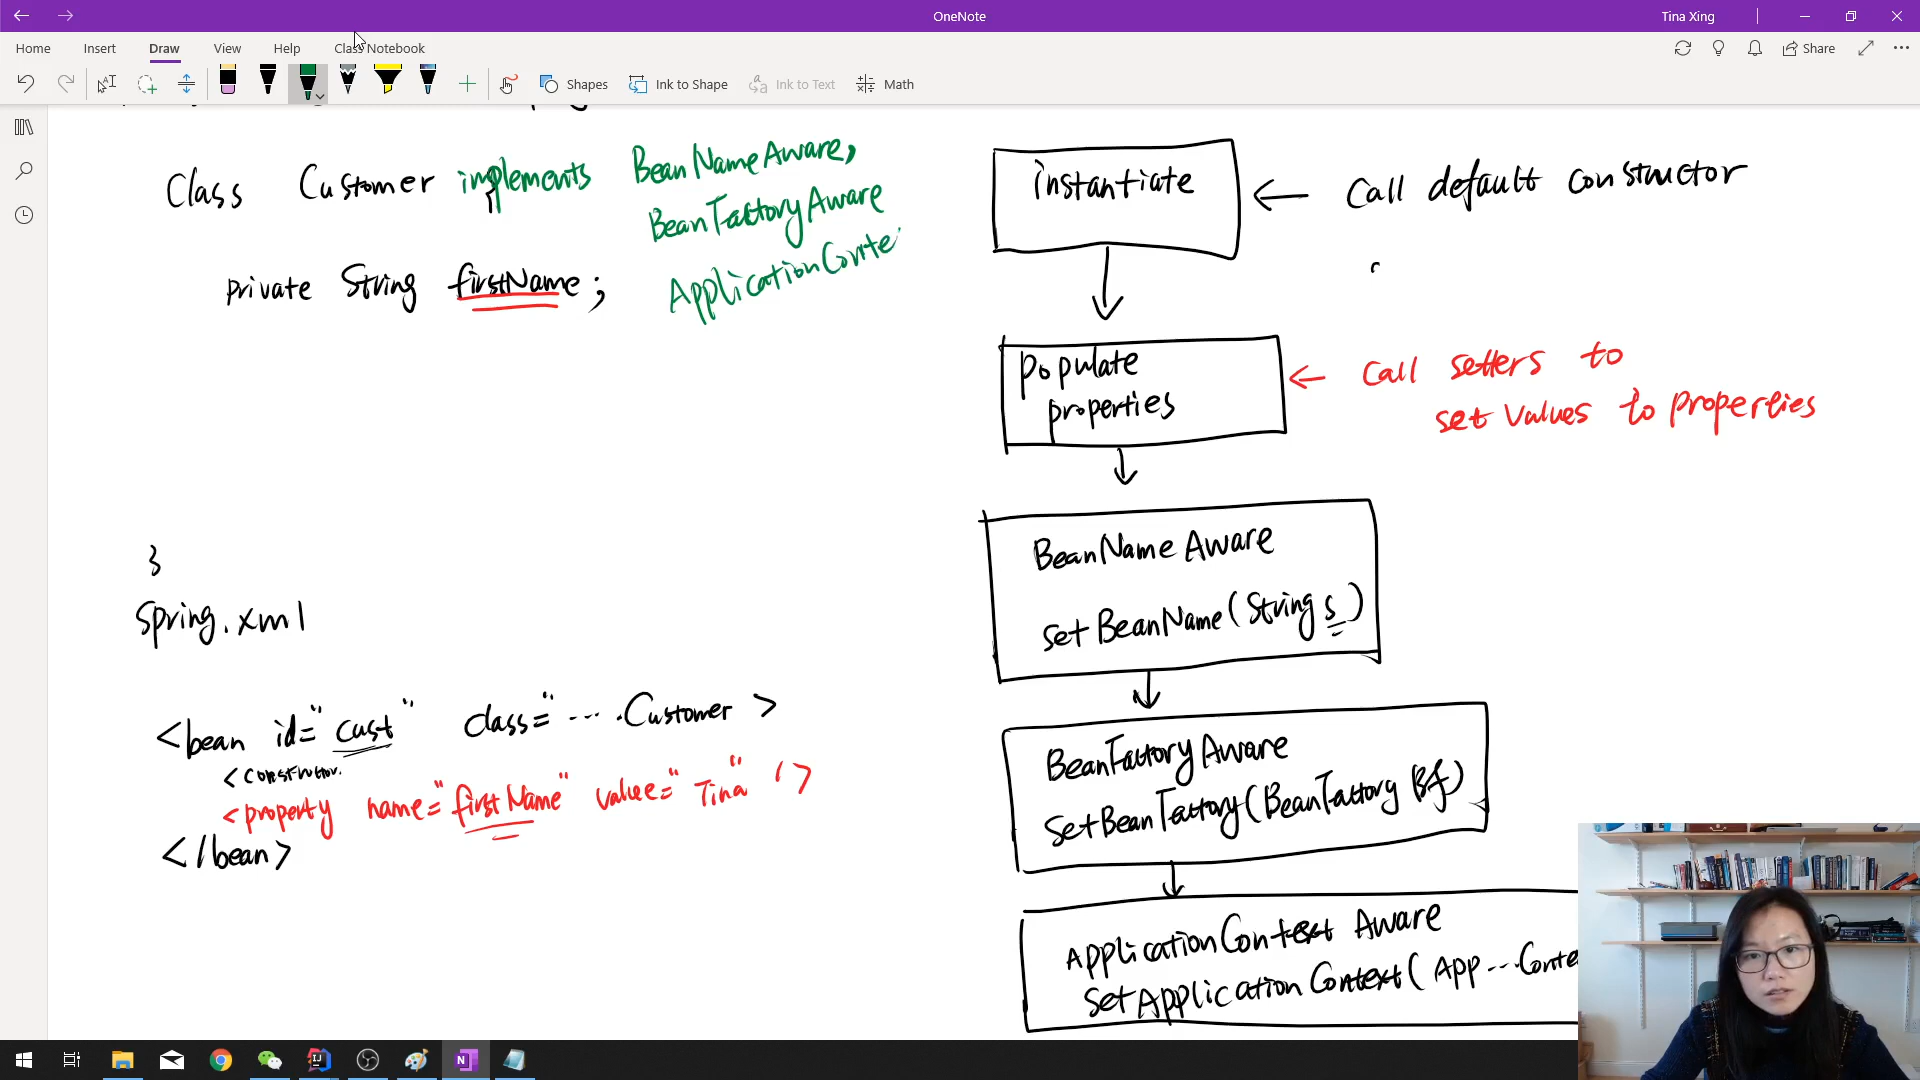 OneNote
Tina Xing
Home Insert Draw View Help Class Notebook
Share
Shapes Ink to Shape Ink to Text Math
Class Customer implements BeanNameAware,
{
BeanFactoryAware
private String firstName;
ApplicationConte
}
Spring.xml
<bean id="cust" class="... .Customer >
<constructor.
<property name="firstName" value="Tina" />
</bean>
instantiate
← Call default constructor
populate
properties
← Call setters to
set values to properties
BeanNameAware
setBeanName(String s)
BeanFactoryAware
SetBeanFactory(BeanFactory Bf)
ApplicationContext Aware
SetApplicationContext(App...Conte